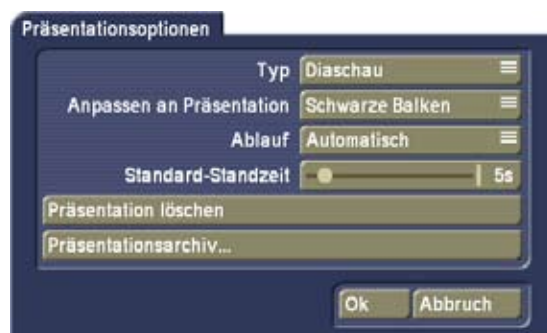 Präsentationsoptionen
Typ Diaschau
Anpassen an Präsentation Schwarze Balken
Ablauf Automatisch
Standard-Standzeit 5s
Präsentation löschen
Präsentationsarchiv...
Ok Abbruch